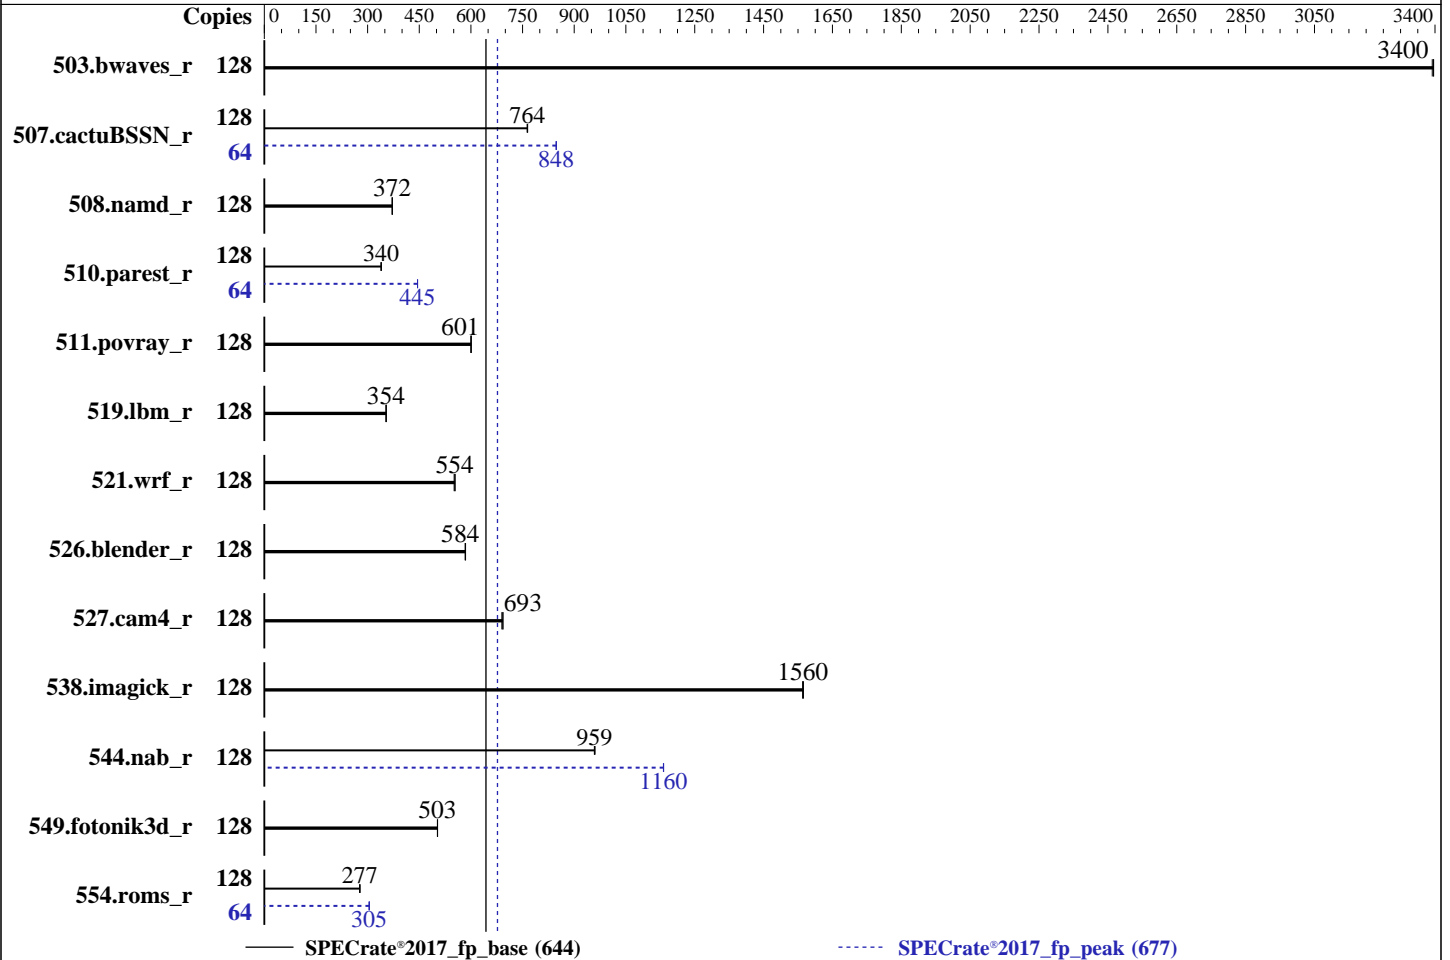 Copies 0 150 300 450 600 750 900 1050 1250 1450 1650 1850 2050 2250 2450 2650 2850 3050 3400
503.bwaves_r 128 3400
507.cactuBSSN_r 128 764
64 848
508.namd_r 128 372
510.parest_r 128 340
64 445
511.povray_r 128 601
519.lbm_r 128 354
521.wrf_r 128 554
526.blender_r 128 584
527.cam4_r 128 693
538.imagick_r 128 1560
544.nab_r 128 959
1160
549.fotonik3d_r 128 503
554.roms_r 128 277
64 305
SPECrate®2017_fp_base (644) SPECrate®2017_fp_peak (677)